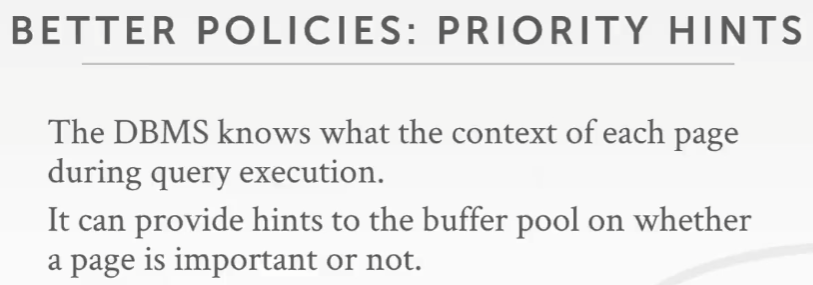 BETTER POLICIES: PRIORITY HINTS
The DBMS knows what the context of each page
during query execution.
It can provide hints to the buffer pool on whether
a page is important or not.